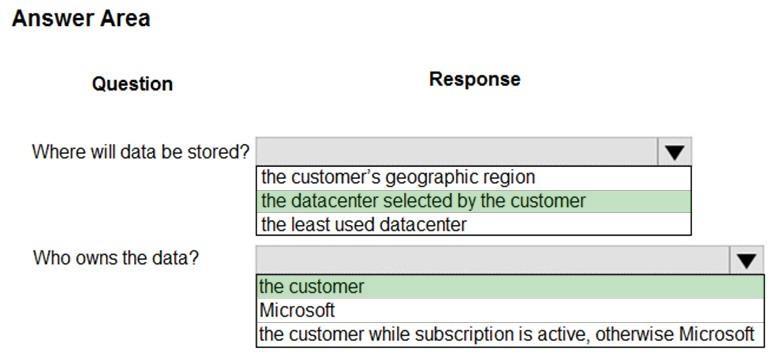 Answer Area
Question
Response
Where will data be stored?
the customer's geographic region
the datacenter selected by the customer
the least used datacenter
Who owns the data?
the customer
Microsoft
the customer while subscription is active, otherwise Microsoft